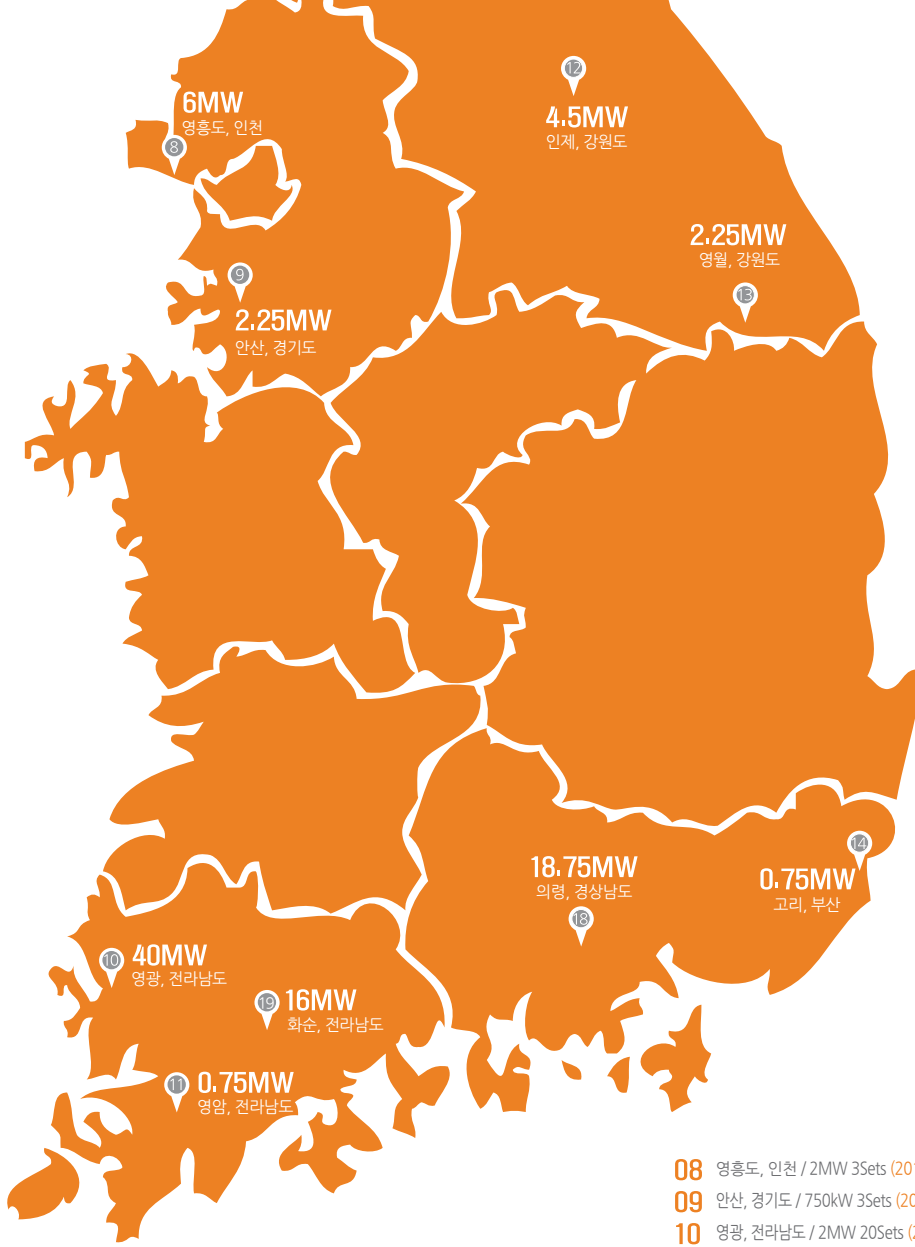 12
4.5MW
인제, 강원도
6MW
영흥도, 인천
8
2.25MW
영월, 강원도
13
9
2.25MW
안산, 경기도
14
0.75MW
고리, 부산
18.75MW
의령, 경상남도
18
10
40MW
영광, 전라남도
19
16MW
화순, 전라남도
11
0.75MW
영암, 전라남도
08 영흥도, 인천 / 2MW 3Sets (20
09 안산, 경기도 / 750kW 3Sets (20
10 영광, 전라남도 / 2MW 20Sets